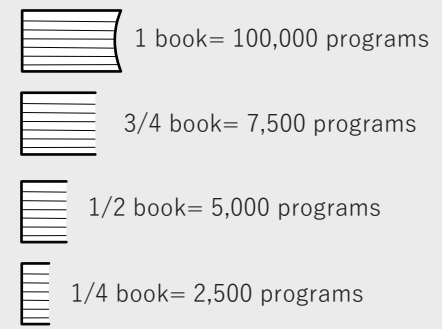 1 book= 100,000 programs
3/4 book= 7,500 programs
1/2 book= 5,000 programs
1/4 book= 2,500 programs